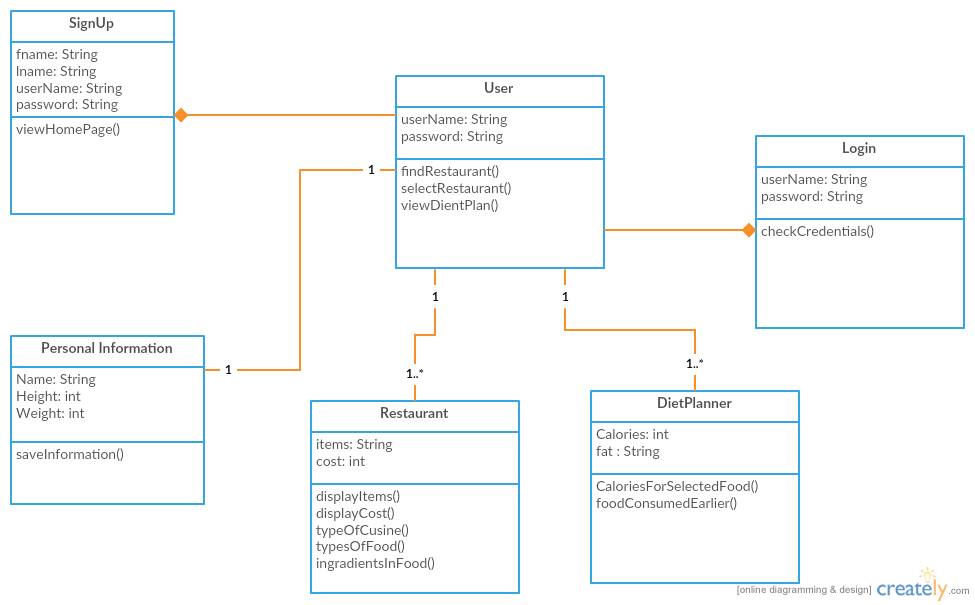 SignUp
fname: String
lname: String
userName: String
password: String
viewHomePage()
User
userName: String
password: String
findRestaurant()
selectRestaurant()
viewDientPlan()
Login
userName: String
password: String
checkCredentials()
1
1
1
1..*
1
1..*
Personal Information
Name: String
Height: int
Weight: int
saveInformation()
Restaurant
items: String
cost: int
displayItems()
displayCost()
typeOfCusine()
typesOfFood()
ingradientsInFood()
DietPlanner
Calories: int
fat : String
CaloriesForSelectedFood()
foodConsumedEarlier()
[online diagramming & design] creately.com